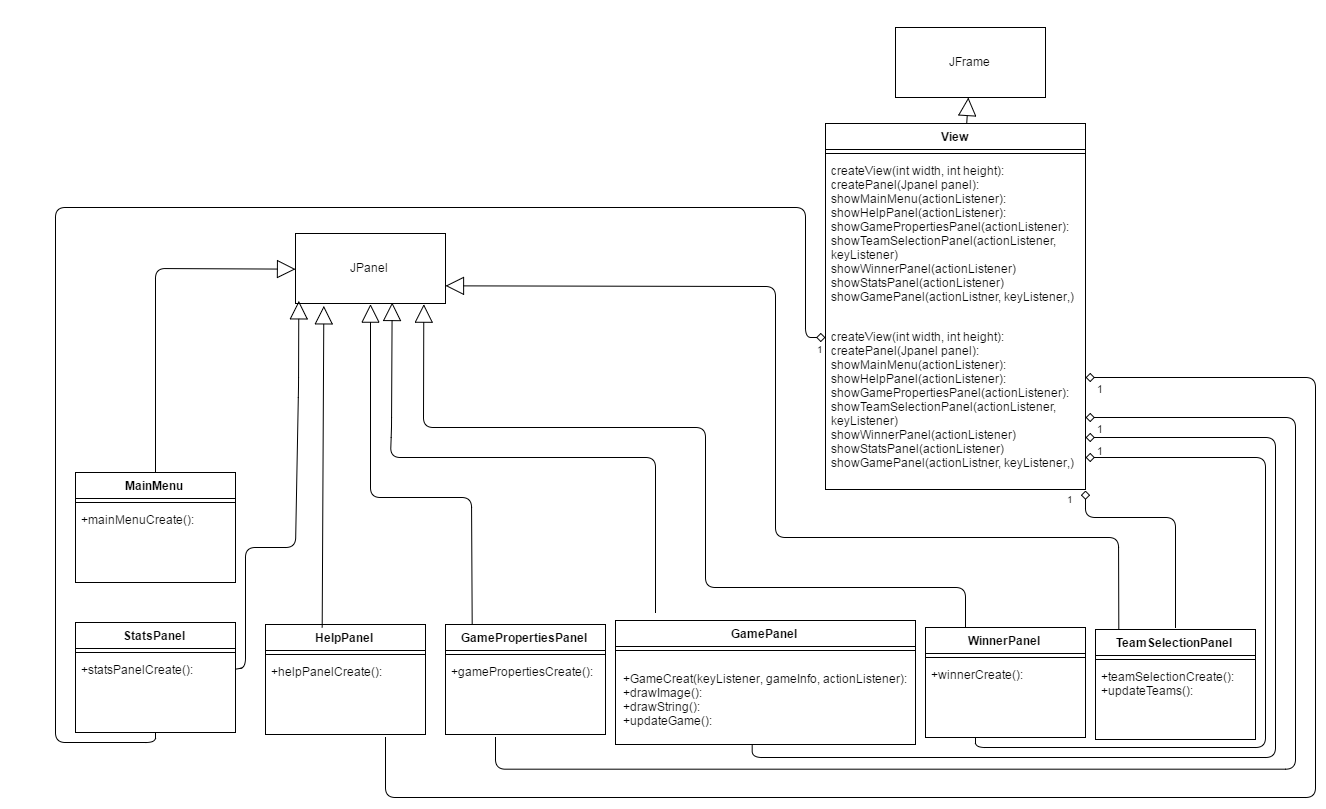 JFrame
View
createView(int width, int height):
createPanel(Jpanel panel):
showMainMenu(actionListener):
showHelpPanel(actionListener):
showGamePropertiesPanel(actionListener):
showTeamSelectionPanel(actionListener,
keyListener)
showWinnerPanel(actionListener)
showStatsPanel(actionListener)
showGamePanel(actionListner, keyListener,)
createView(int width, int height):
createPanel(Jpanel panel):
showMainMenu(actionListener):
showHelpPanel(actionListener):
showGamePropertiesPanel(actionListener):
showTeamSelectionPanel(actionListener,
keyListener)
showWinnerPanel(actionListener)
showStatsPanel(actionListener)
showGamePanel(actionListner, keyListener,)
JPanel
1
1
1
1
1
MainMenu
+mainMenuCreate():
StatsPanel
+statsPanelCreate():
HelpPanel
+helpPanelCreate():
GamePropertiesPanel
+gamePropertiesCreate():
GamePanel
+GameCreat(keyListener, gameInfo, actionListener):
+drawImage():
+drawString():
+updateGame():
WinnerPanel
+winnerCreate():
TeamSelectionPanel
+teamSelectionCreate():
+updateTeams():